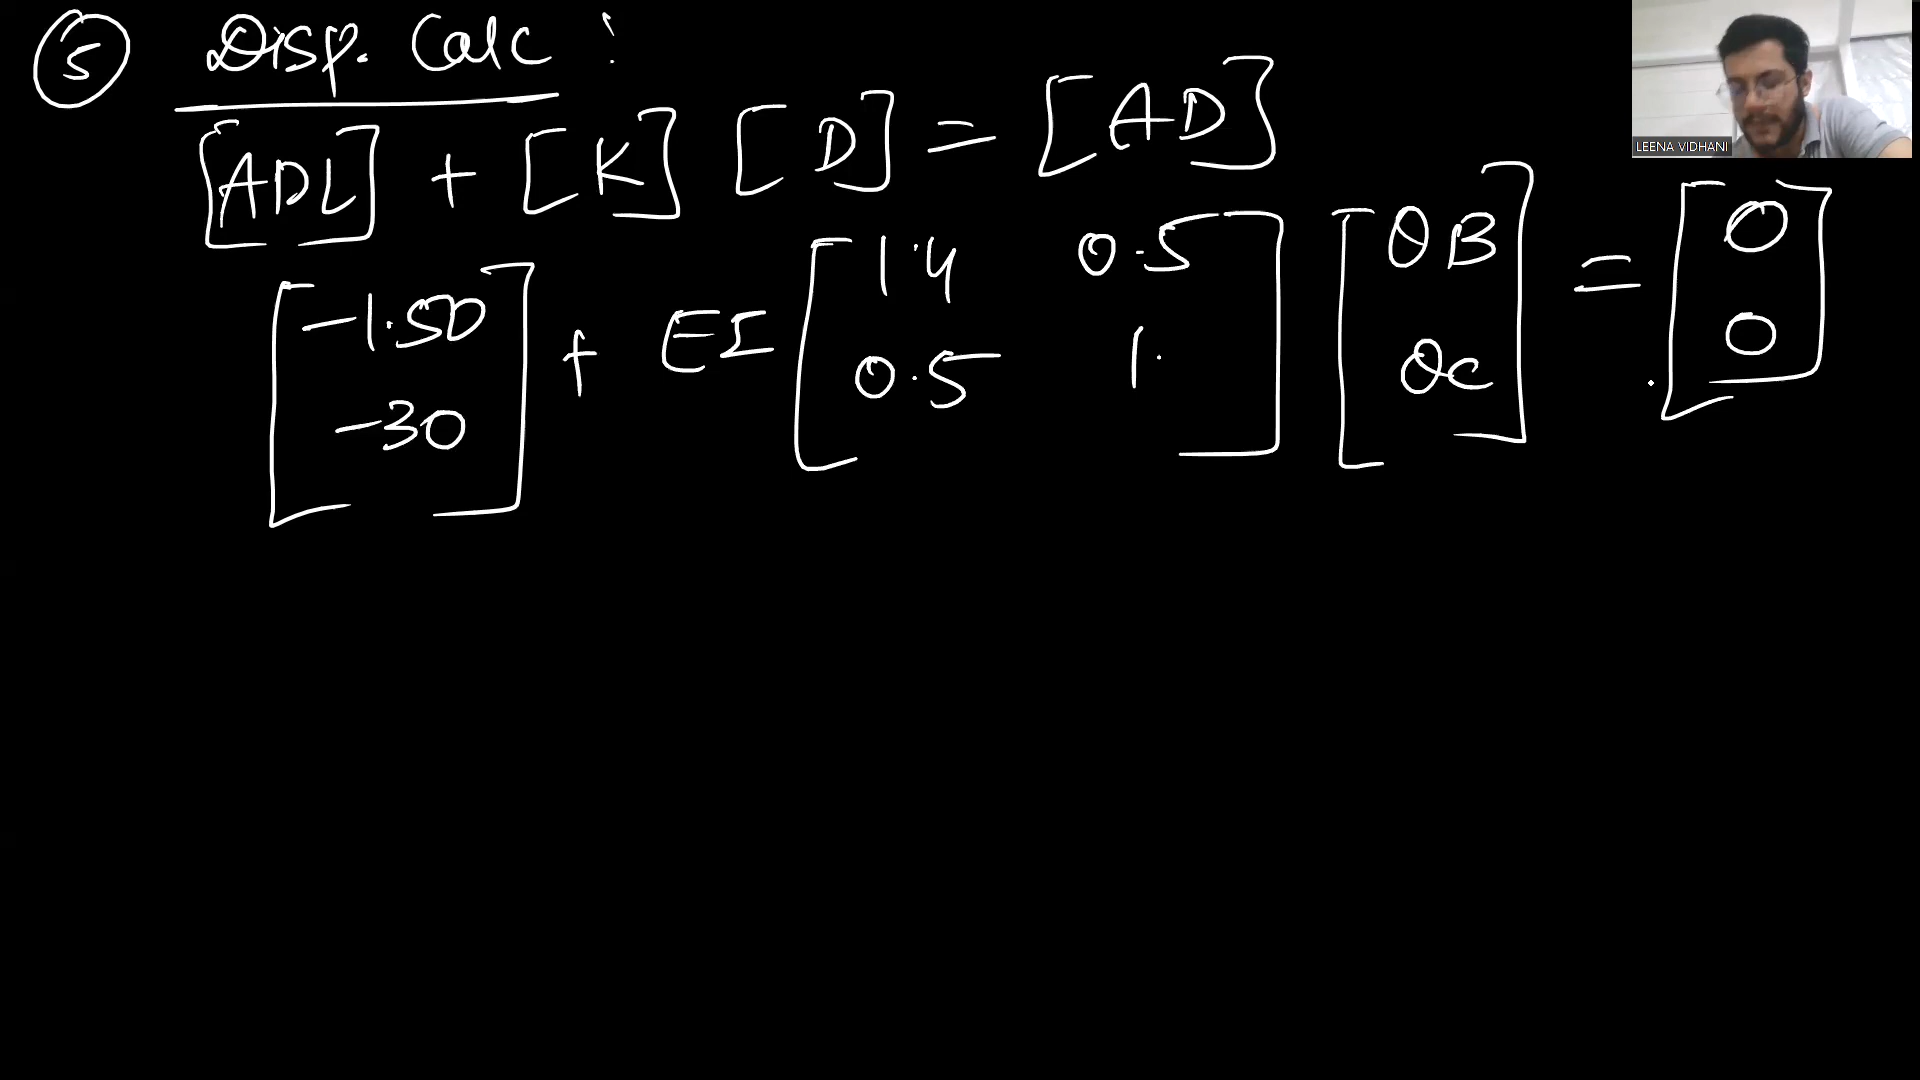 5 Disp. Calc :
[ADL] + [K] [D] = [AD]
[-1.50 -30] + EI [1.4 0.5 0.5 1.] [θB θC] = [0 0]
LEENA VIDHANI